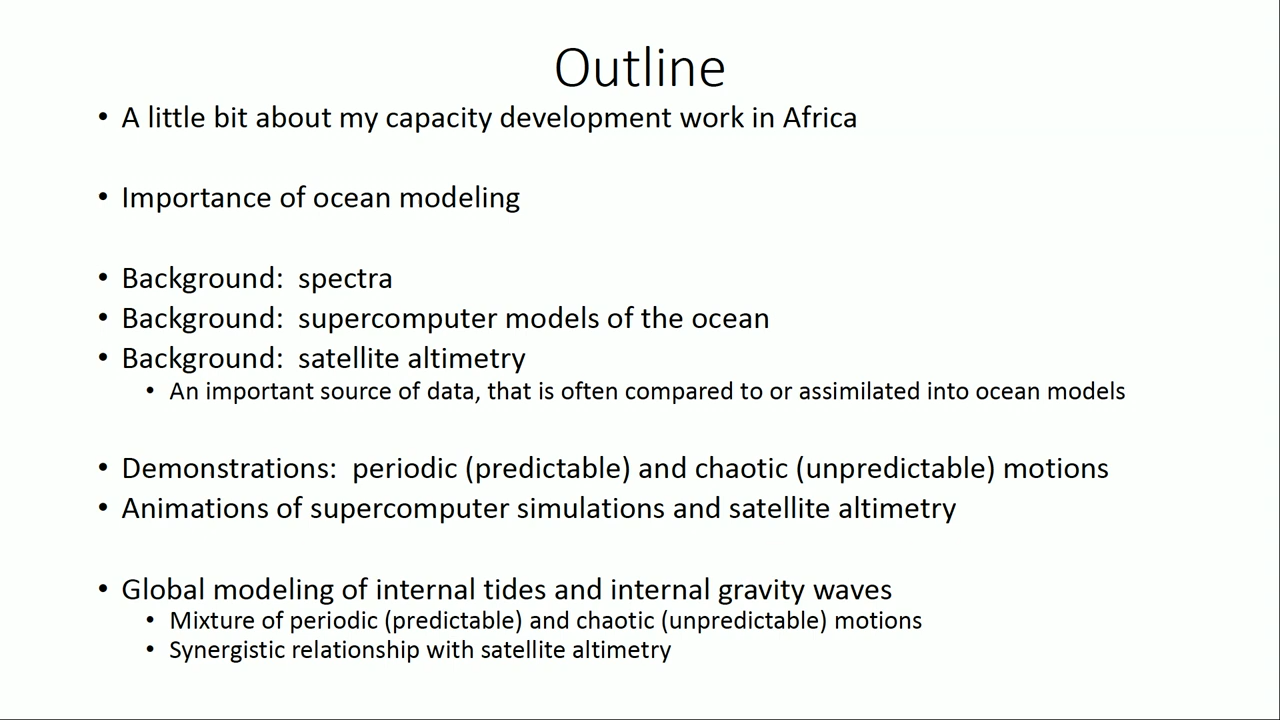 Outline
• A little bit about my capacity development work in Africa
• Importance of ocean modeling
• Background:  spectra
• Background:  supercomputer models of the ocean
• Background:  satellite altimetry
• An important source of data, that is often compared to or assimilated into ocean models
• Demonstrations:  periodic (predictable) and chaotic (unpredictable) motions
• Animations of supercomputer simulations and satellite altimetry
• Global modeling of internal tides and internal gravity waves
• Mixture of periodic (predictable) and chaotic (unpredictable) motions
• Synergistic relationship with satellite altimetry